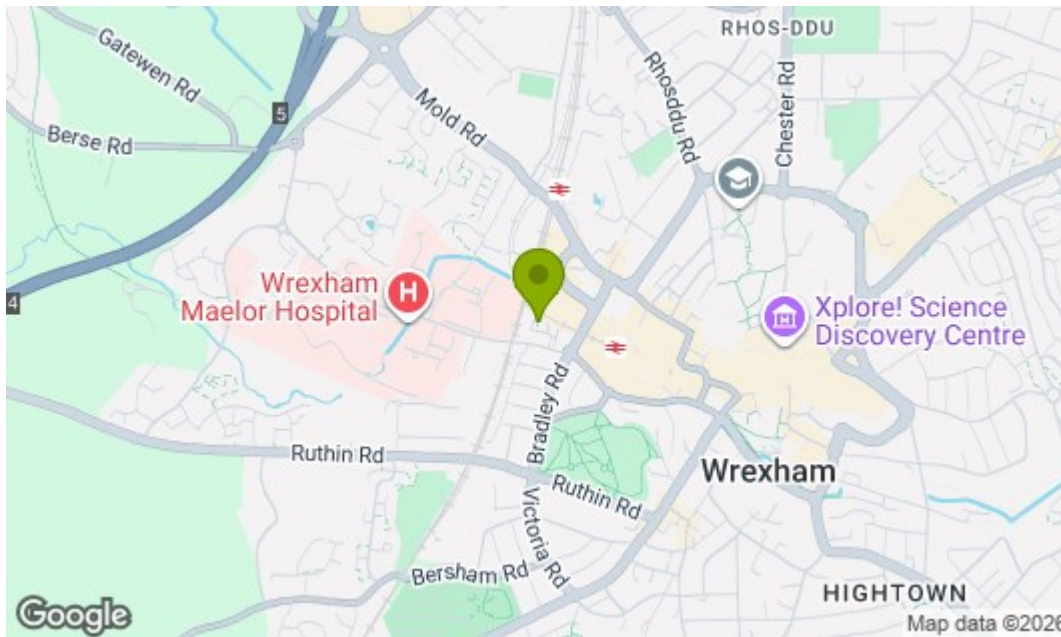 RHOS-DDU
Gatewen Rd
Rhosddu Rd
Chester Rd
5
Mold Rd
Berse Rd
Wrexham
Maelor Hospital
H
4
Xplore! Science
Discovery Centre
Bradley Rd
Ruthin Rd
Wrexham
Ruthin Rd
Victoria Rd
Bersham Rd
HIGHTOWN
Google
Map data ©202